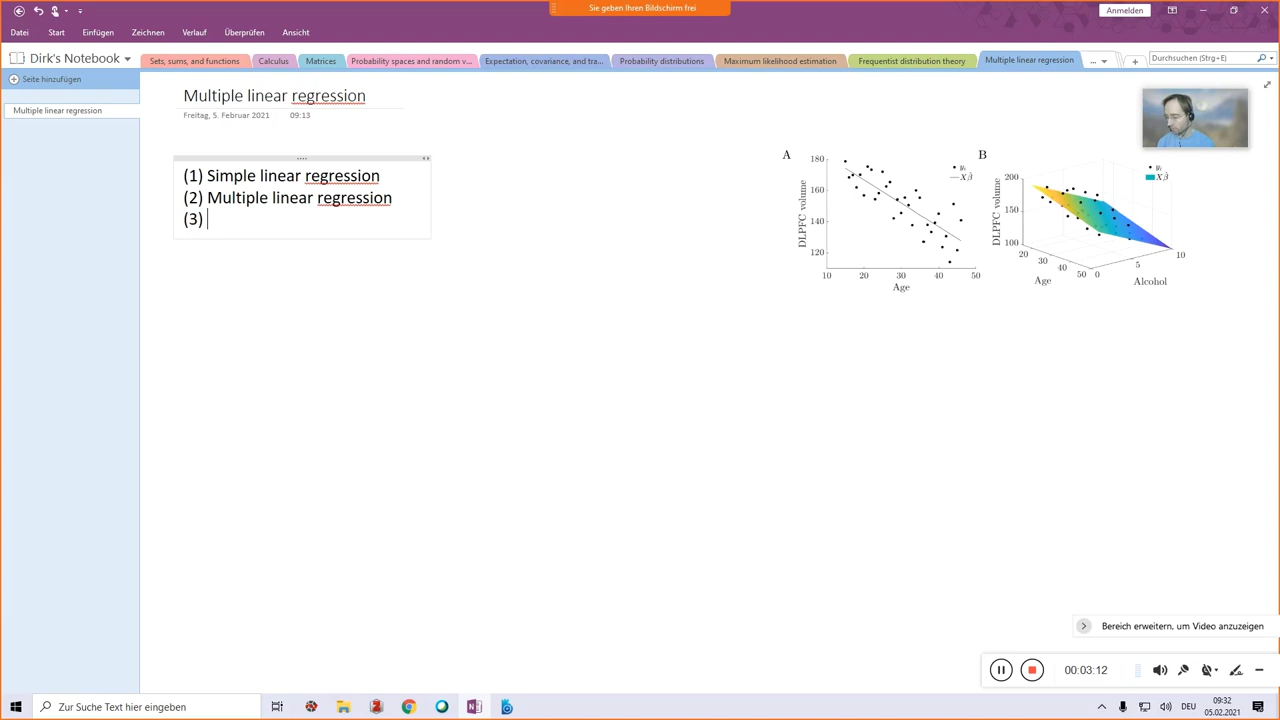 Sie geben Ihren Bildschirm frei
Anmelden
Datei Start Einfügen Zeichnen Verlauf Überprüfen Ansicht
Dirk's Notebook
Sets, sums, and functions Calculus Matrices Probability spaces and random v... Expectation, covariance, and tra... Probability distributions Maximum likelihood estimation Frequentist distribution theory Multiple linear regression ... +
Durchsuchen (Strg+E)
Seite hinzufügen
Multiple linear regression
Multiple linear regression
Freitag, 5. Februar 2021 09:13
(1) Simple linear regression
(2) Multiple linear regression
(3)
A
180
160
140
120
DLPFC volume
10 20 30 40 50
Age
yᵢ
Xβ̂
B
200
150
100
DLPFC volume
20 30 40 50
Age
0 5 10
Alcohol
yᵢ
Xβ̂
Bereich erweitern, um Video anzuzeigen
00:03:12
Zur Suche Text hier eingeben
DEU
09:32
05.02.2021